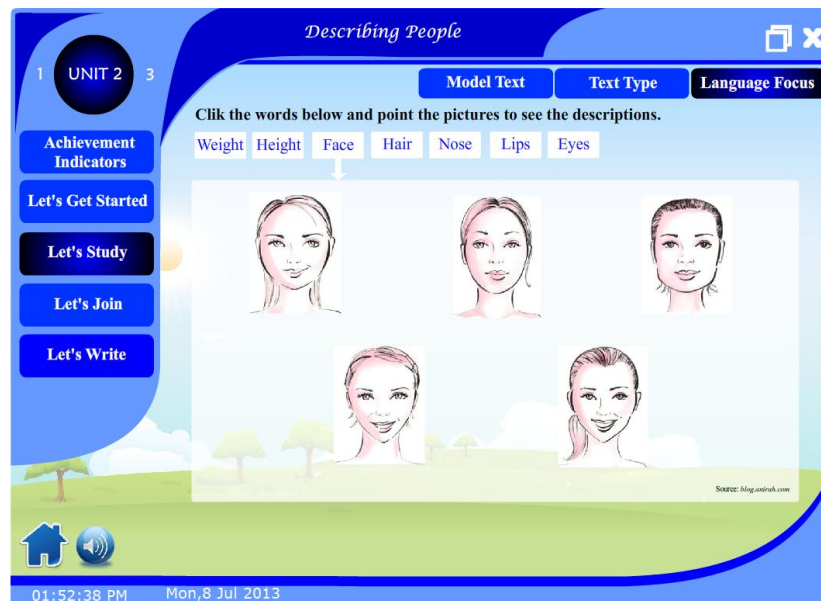 Describing People
1 UNIT 2 3
Model Text
Text Type
Language Focus
Clik the words below and point the pictures to see the descriptions.
Weight Height Face Hair Nose Lips Eyes
Achievement
Indicators
Let's Get Started
Let's Study
Let's Join
Let's Write
Source: blog.anirah.com
01:52:38 PM Mon,8 Jul 2013